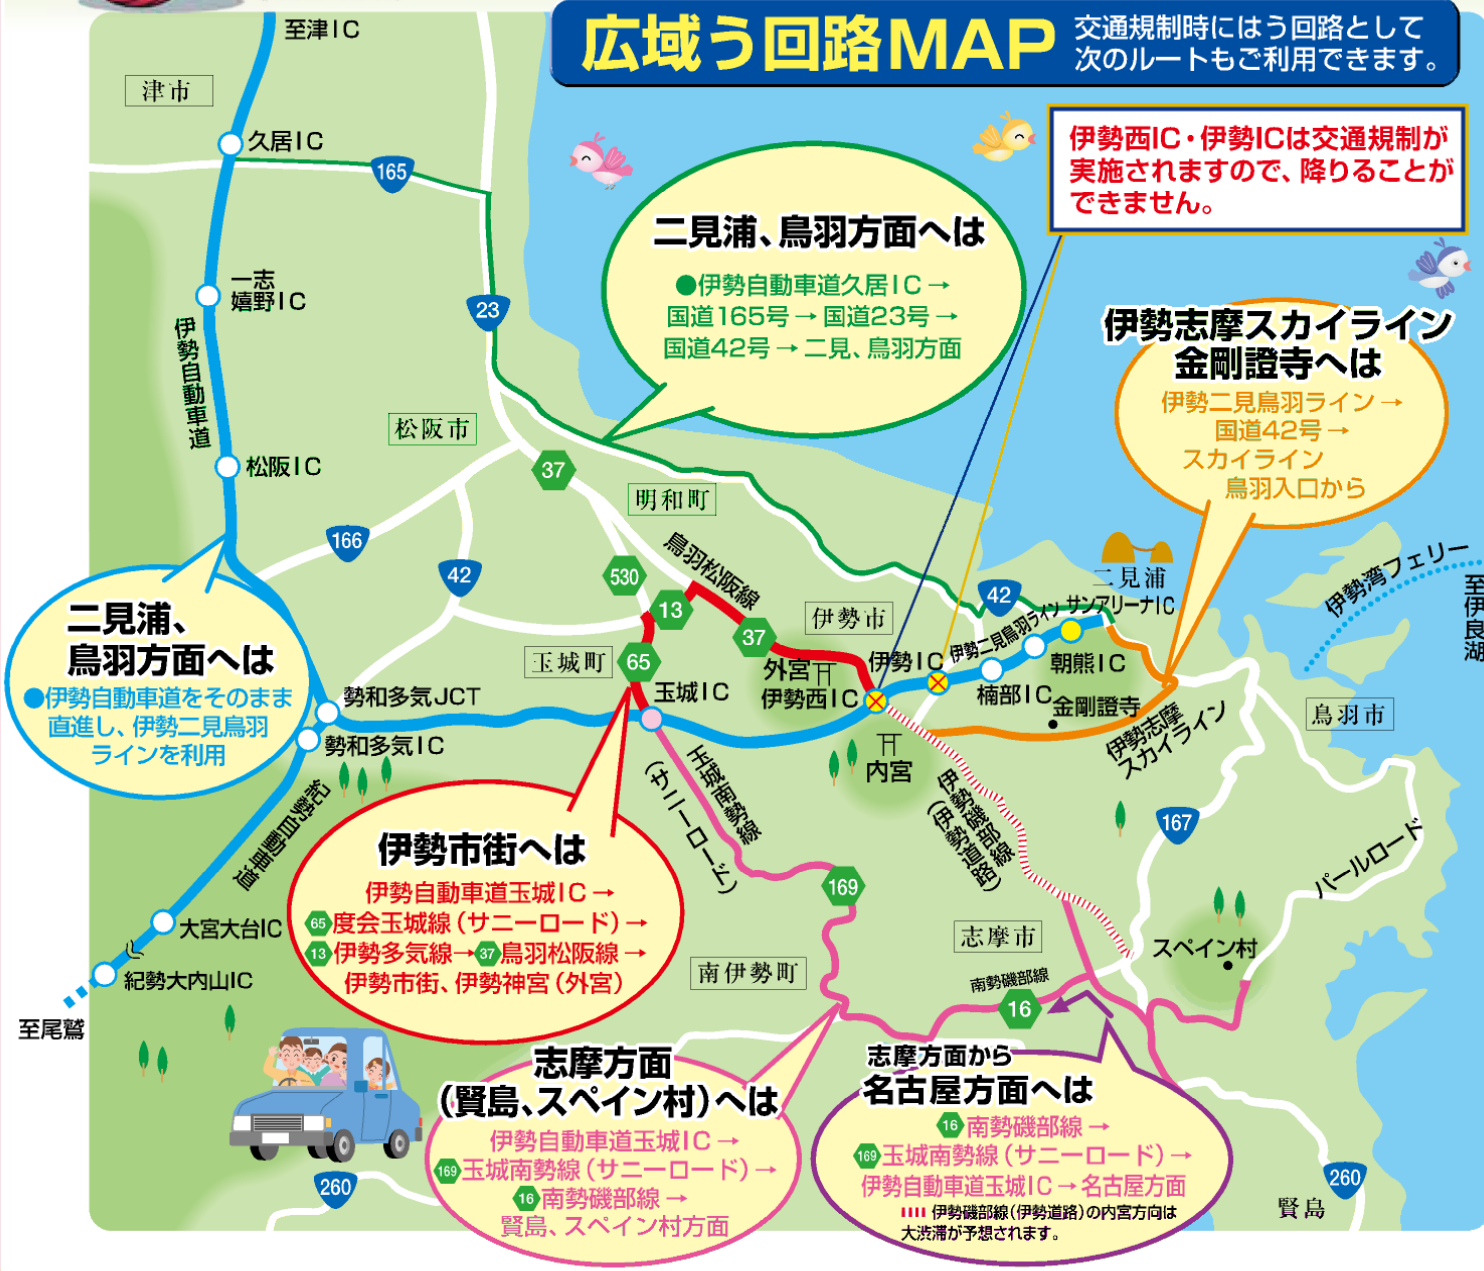 広域う回路MAP
交通規制時にはう回路として
次のルートもご利用できます。
至津IC
津市
久居IC
165
伊勢西IC・伊勢ICは交通規制が
実施されますので、降りることが
できません。
二見浦、鳥羽方面へは
●伊勢自動車道久居IC→
国道165号→国道23号→
国道42号→二見、鳥羽方面
一志
嬉野IC
23
伊勢自動車道
伊勢志摩スカイライン
金剛證寺へは
伊勢二見鳥羽ライン→
国道42号→
スカイライン
鳥羽入口から
松阪市
松阪IC
37
明和町
166
42
530
鳥羽松阪線
13
37
65
伊勢市
42
二見浦
サンアリーナIC
伊勢二見鳥羽ライン
伊勢湾フェリー
至伊良湖
二見浦、
鳥羽方面へは
●伊勢自動車道をそのまま
直進し、伊勢二見鳥羽
ラインを利用
玉城町
玉城IC
外宮
伊勢西IC
伊勢IC
楠部IC
朝熊IC
金剛證寺
伊勢志摩
スカイライン
鳥羽市
勢和多気JCT
勢和多気IC
内宮
紀勢自動車道
玉城南勢線
(サニーロード)
伊勢磯部線
(伊勢道路)
167
パールロード
169
伊勢市街へは
伊勢自動車道玉城IC→
65度会玉城線(サニーロード)→
13伊勢多気線→37鳥羽松阪線→
伊勢市街、伊勢神宮(外宮)
大宮大台IC
紀勢大内山IC
至尾鷲
志摩市
スペイン村
南伊勢町
南勢磯部線
16
志摩方面
(賢島、スペイン村)へは
伊勢自動車道玉城IC→
169玉城南勢線(サニーロード)→
16南勢磯部線→
賢島、スペイン村方面
志摩方面から
名古屋方面へは
16南勢磯部線→
169玉城南勢線(サニーロード)→
伊勢自動車道玉城IC→名古屋方面
伊勢磯部線(伊勢道路)の内宮方向は
大渋滞が予想されます。
260
260
賢島